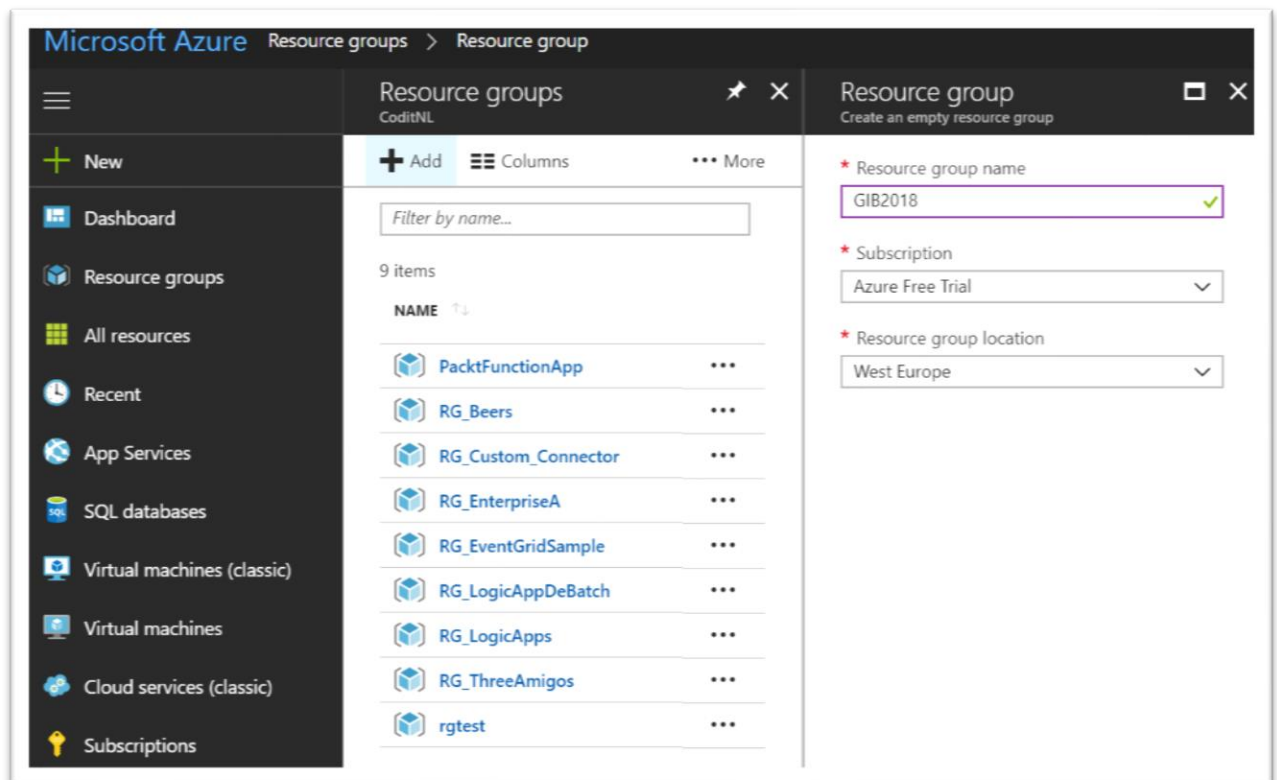 Microsoft Azure Resource groups > Resource group
New
Dashboard
Resource groups
All resources
Recent
App Services
SQL databases
Virtual machines (classic)
Virtual machines
Cloud services (classic)
Subscriptions
Resource groups
CoditNL
Add Columns ••• More
Filter by name...
9 items
NAME ↑↓
PacktFunctionApp •••
RG_Beers •••
RG_Custom_Connector •••
RG_EnterpriseA •••
RG_EventGridSample •••
RG_LogicAppDeBatch •••
RG_LogicApps •••
RG_ThreeAmigos •••
rgtest •••
Resource group
Create an empty resource group
* Resource group name
GIB2018
* Subscription
Azure Free Trial
* Resource group location
West Europe